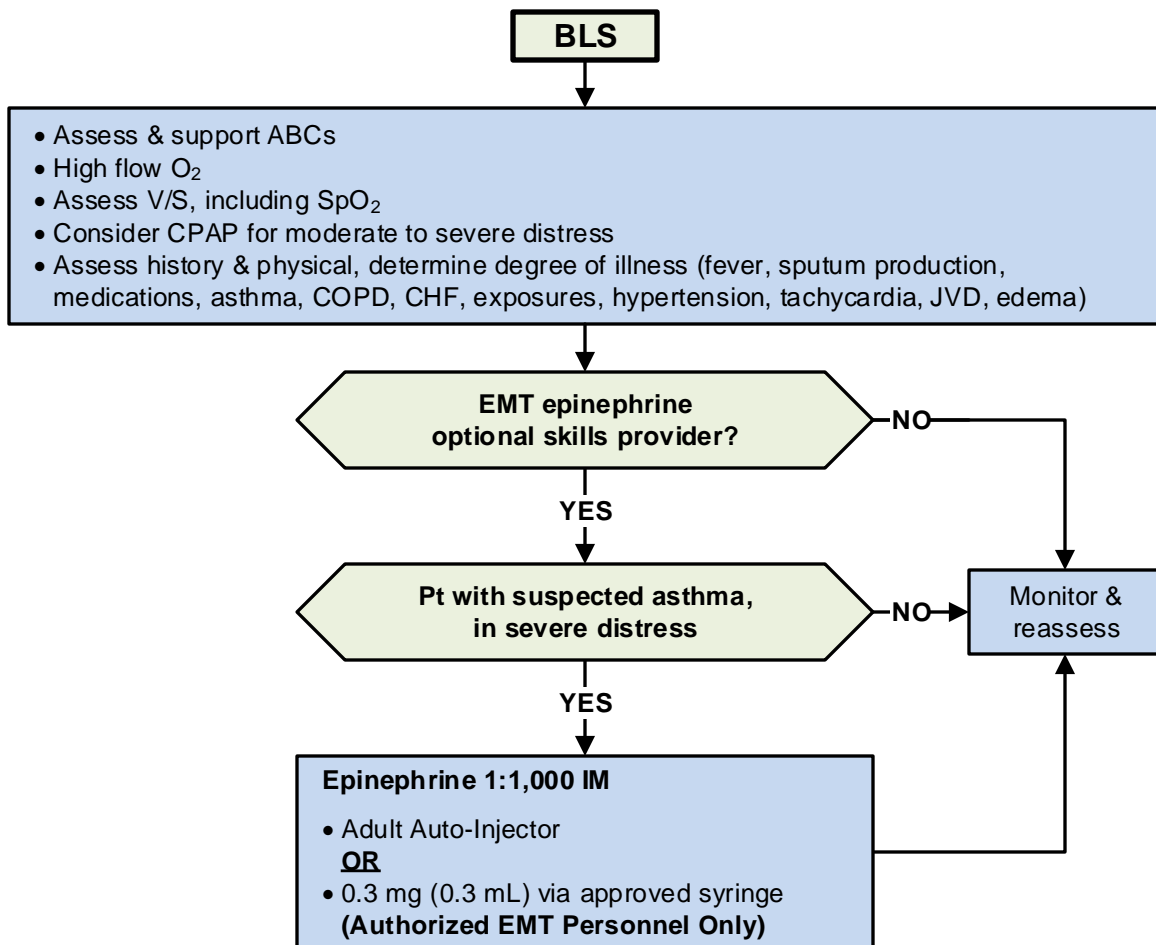 BLS
• Assess & support ABCs
• High flow O₂
• Assess V/S, including SpO₂
• Consider CPAP for moderate to severe distress
• Assess history & physical, determine degree of illness (fever, sputum production,
medications, asthma, COPD, CHF, exposures, hypertension, tachycardia, JVD, edema)
EMT epinephrine
optional skills provider?
NO
YES
Pt with suspected asthma,
in severe distress
NO
Monitor &
reassess
YES
Epinephrine 1:1,000 IM
• Adult Auto-Injector
OR
• 0.3 mg (0.3 mL) via approved syringe
(Authorized EMT Personnel Only)